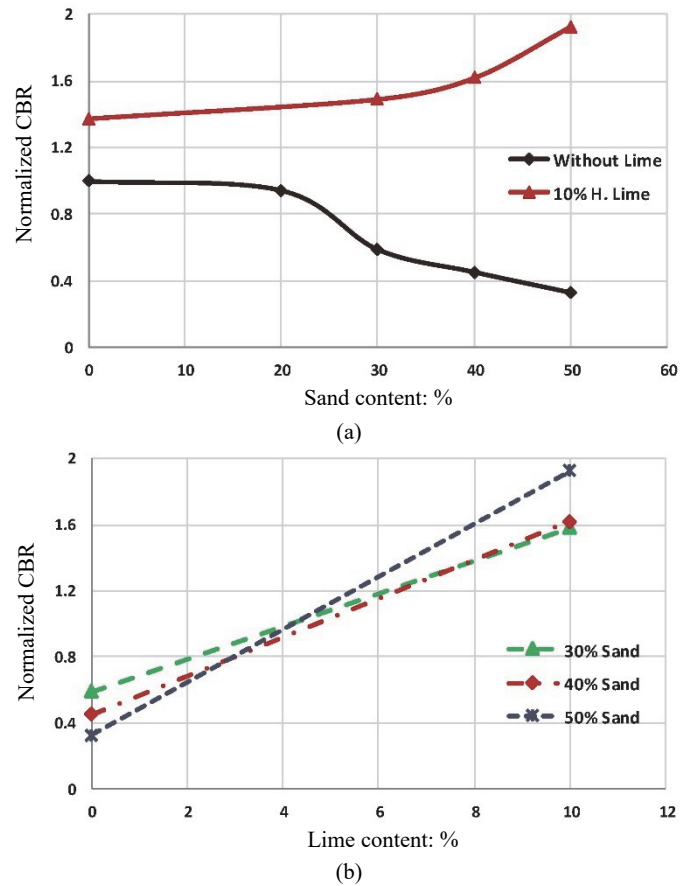 2
1.6
1.2
0.8
0.4
0
Normalized CBR
Without Lime
10% H. Lime
0 10 20 30 40 50 60
Sand content: %
(a)
2
1.6
1.2
0.8
0.4
0
Normalized CBR
30% Sand
40% Sand
50% Sand
0 2 4 6 8 10 12
Lime content: %
(b)